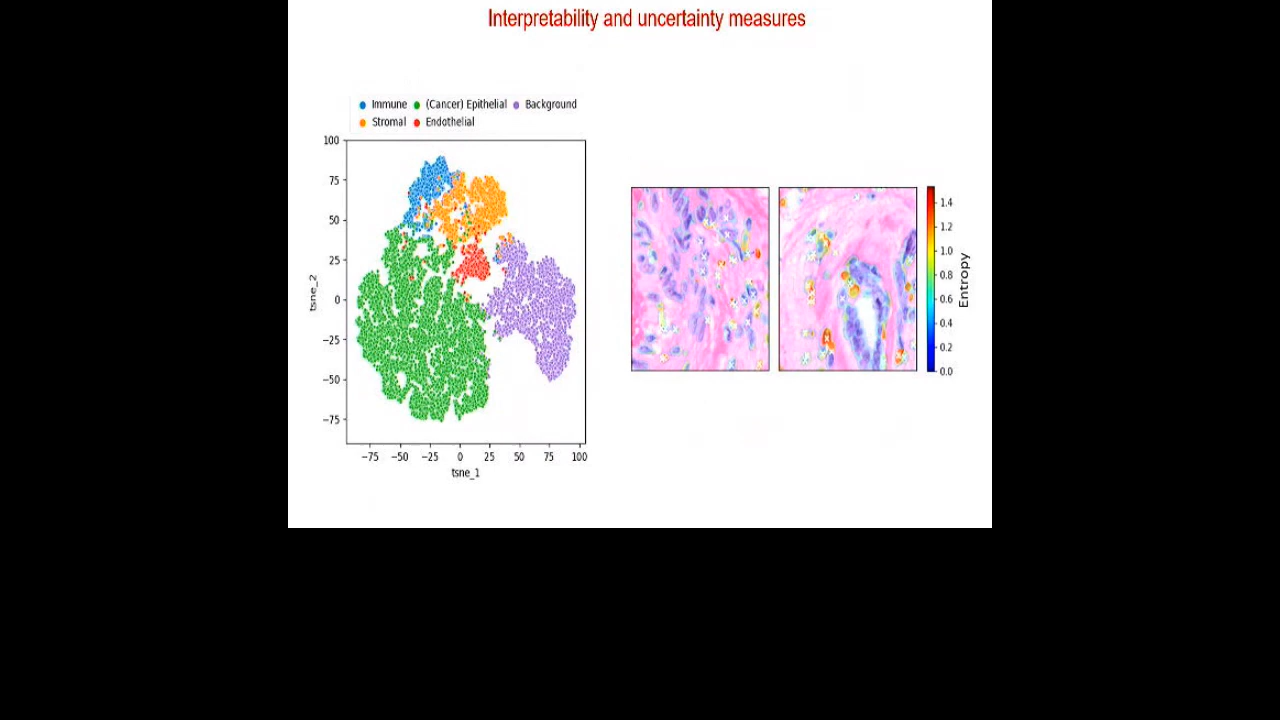 Interpretability and uncertainty measures
Immune (Cancer) Epithelial Background
Stromal Endothelial
100
75
50
25
0
−25
−50
−75
tsne_2
−75 −50 −25 0 25 50 75 100
tsne_1
1.4
1.2
1.0
0.8
0.6
0.4
0.2
0.0
Entropy